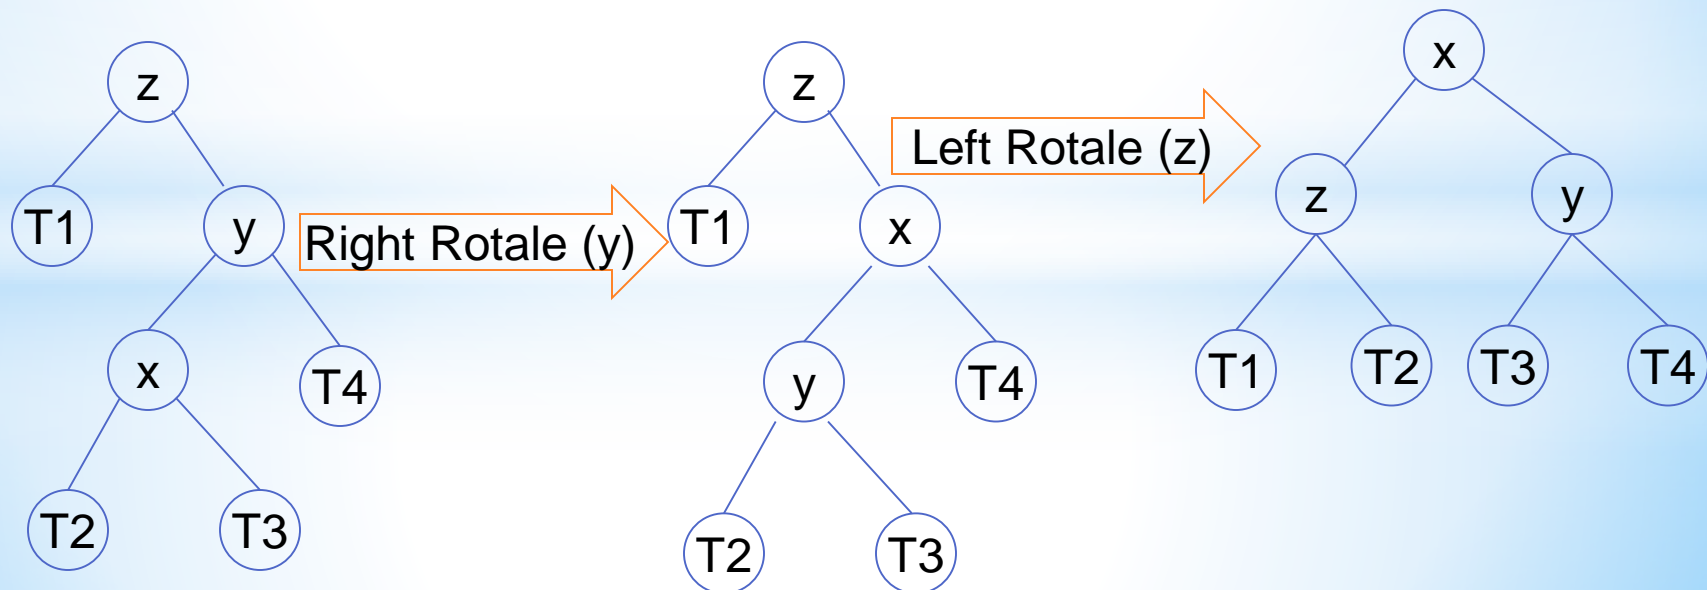 z
T1
y
x
T4
T2
T3
Right Rotale (y)
z
T1
x
y
T4
T2
T3
Left Rotale (z)
x
z
y
T1
T2
T3
T4